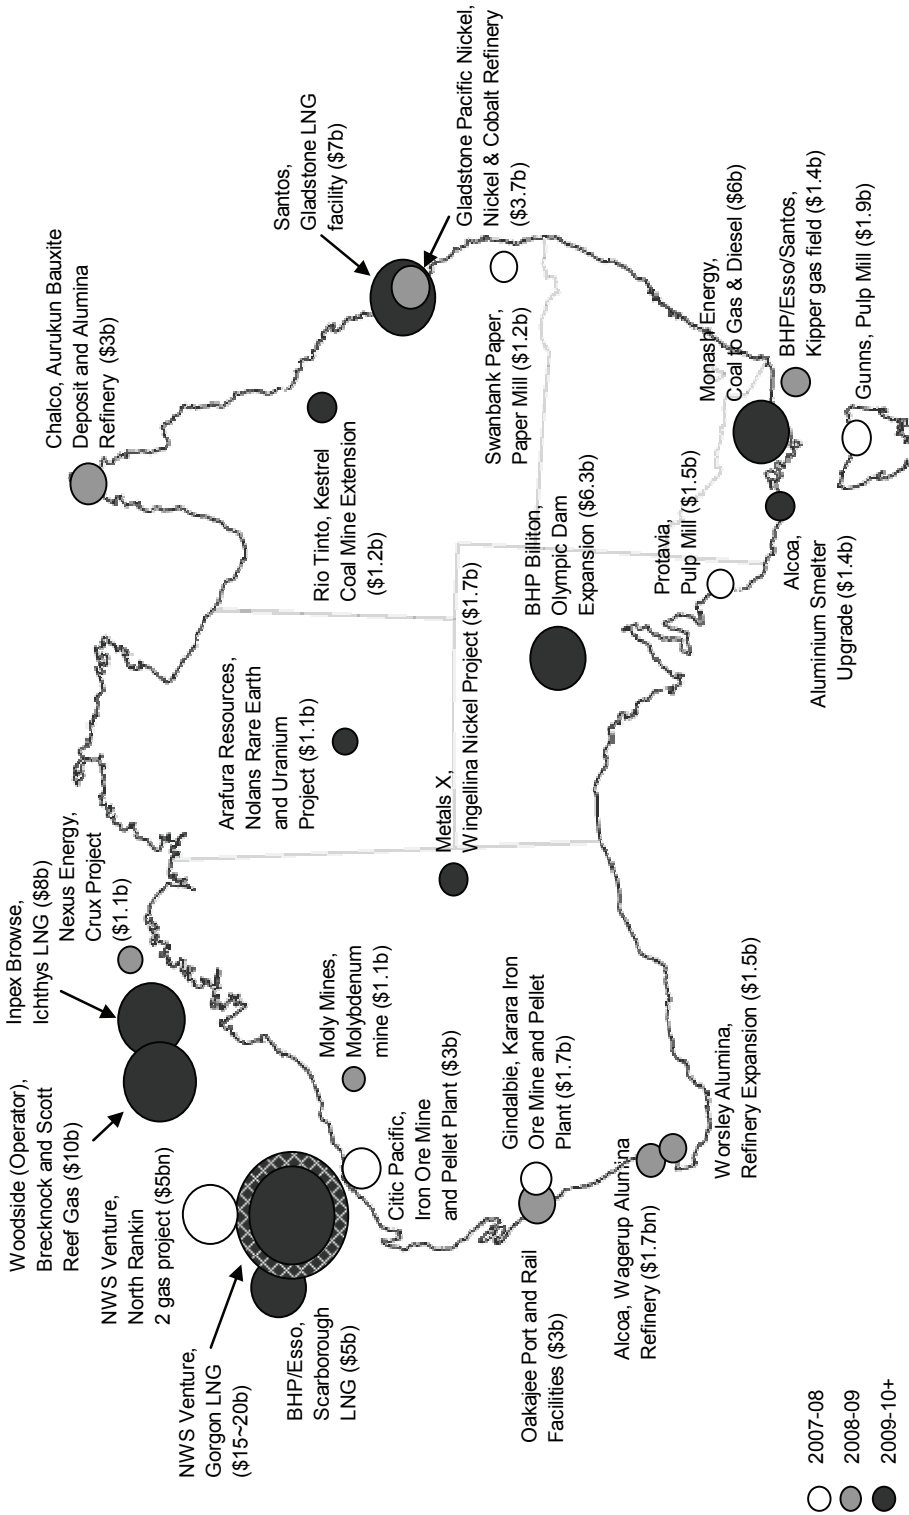 Inpex Browse,
Ichthys LNG ($8b)
Nexus Energy,
Crux Project
($1.1b)
Woodside (Operator),
Brecknock and Scott
Reef Gas ($10b)
NWS Venture,
North Rankin
2 gas project ($5bn)
NWS Venture,
Gorgon LNG
($15~20b)
BHP/Esso,
Scarborough
LNG ($5b)
Moly Mines,
Molybdenum
mine ($1.1b)
Citic Pacific,
Iron Ore Mine
and Pellet Plant ($3b)
Gindalbie, Karara Iron
Ore Mine and Pellet
Plant ($1.7b)
Oakajee Port and Rail
Facilities ($3b)
Alcoa, Wagerup Alumina
Refinery ($1.7bn)
Worsley Alumina,
Refinery Expansion ($1.5b)
Arafura Resources,
Nolans Rare Earth
and Uranium
Project ($1.1b)
Metals X,
Wingellina Nickel Project ($1.7b)
BHP Billiton,
Olympic Dam
Expansion ($6.3b)
Chalco, Aurukun Bauxite
Deposit and Alumina
Refinery ($3b)
Rio Tinto, Kestrel
Coal Mine Extension
($1.2b)
Santos,
Gladstone LNG
facility ($7b)
Gladstone Pacific Nickel,
Nickel & Cobalt Refinery
($3.7b)
Swanbank Paper,
Paper Mill ($1.2b)
Protavia,
Pulp Mill ($1.5b)
Monash Energy,
Coal to Gas & Diesel ($6b)
BHP/Esso/Santos,
Kipper gas field ($1.4b)
Alcoa,
Aluminium Smelter
Upgrade ($1.4b)
Gunns, Pulp Mill ($1.9b)
2007-08
2008-09
2009-10+